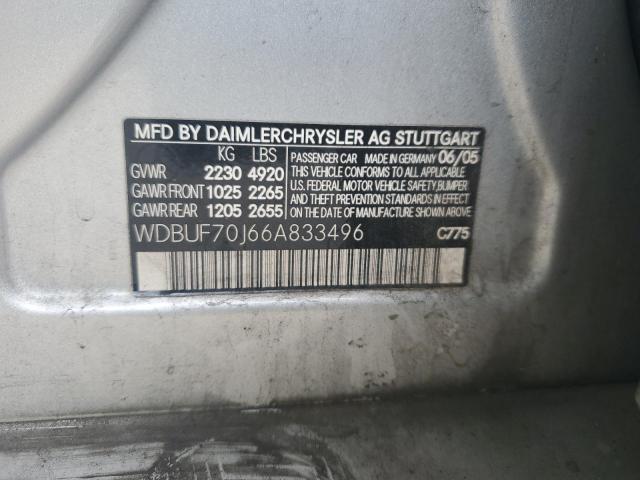 MFD BY DAIMLERCHRYSLER AG STUTTGART
KG LBS
GVWR 2230 4920
GAWR FRONT 1025 2265
GAWR REAR 1205 2655
PASSENGER CAR MADE IN GERMANY 06/05
THIS VEHICLE CONFORMS TO ALL APPLICABLE
U.S. FEDERAL MOTOR VEHICLE SAFETY, BUMPER
AND THEFT PREVENTION STANDARDS IN EFFECT
ON THE DATE OF MANUFACTURE SHOWN ABOVE.
WDBUF70J66A833496 C775